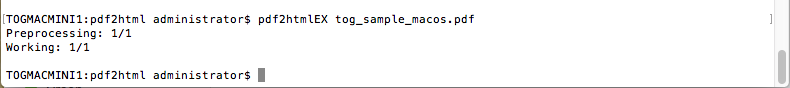 [TOGMACMINI1:pdf2html administrator$ pdf2htmlEX tog_sample_macos.pdf ]
Preprocessing: 1/1
Working: 1/1
TOGMACMINI1:pdf2html administrator$